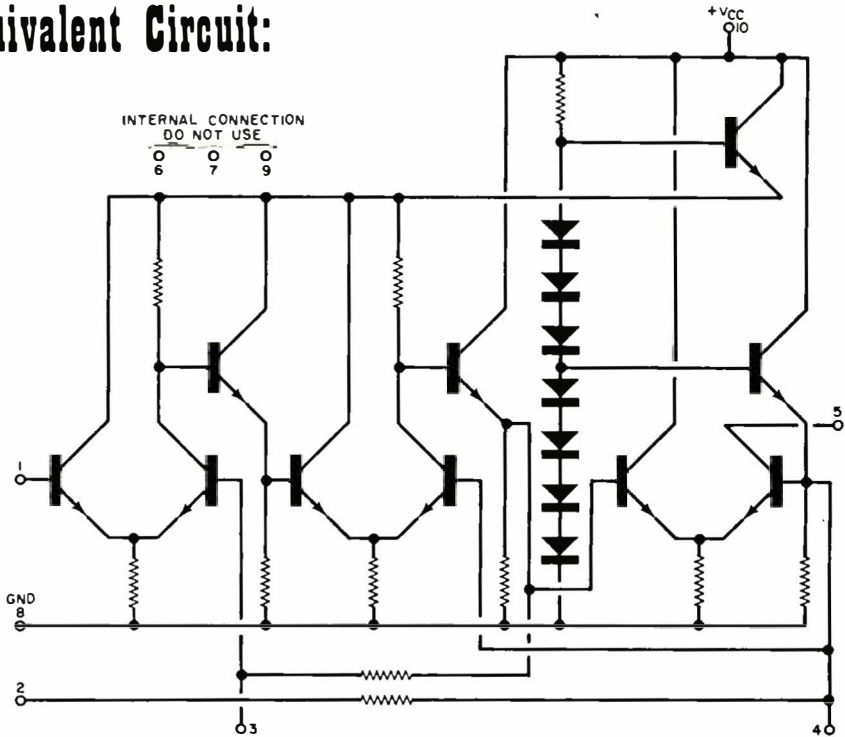 uivalent Circuit:
+VCC
10
INTERNAL CONNECTION
DO NOT USE
6 7 9
5
1
GND
8
2
3
4